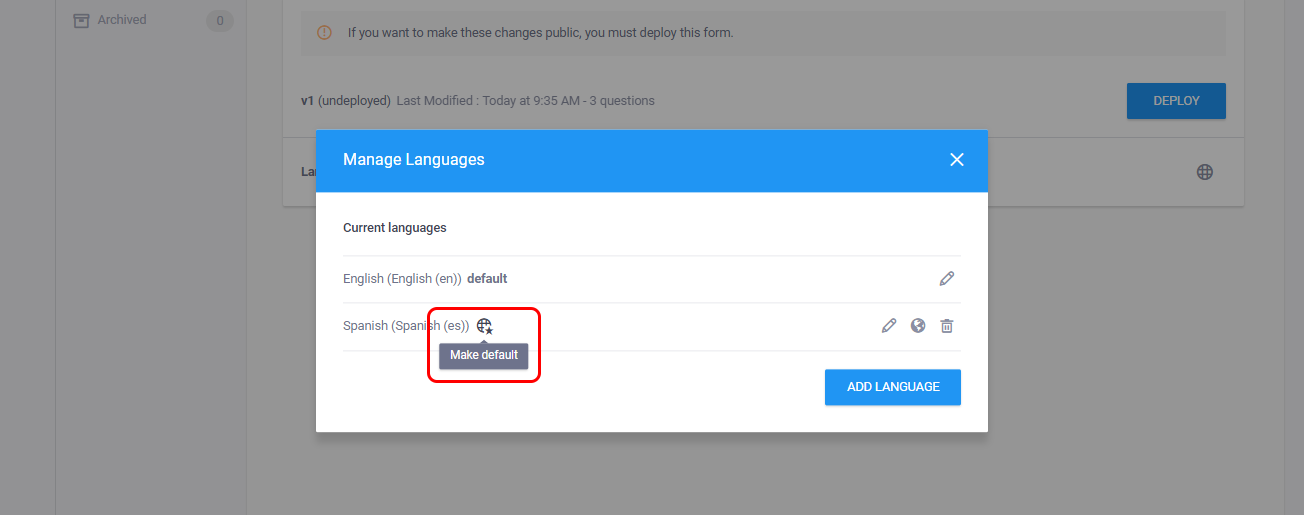 Archived 0
If you want to make these changes public, you must deploy this form.
v1 (undeployed) Last Modified : Today at 9:35 AM - 3 questions
DEPLOY
Manage Languages
Current languages
English (English (en)) default
Spanish (Spanish (es))
Make default
ADD LANGUAGE